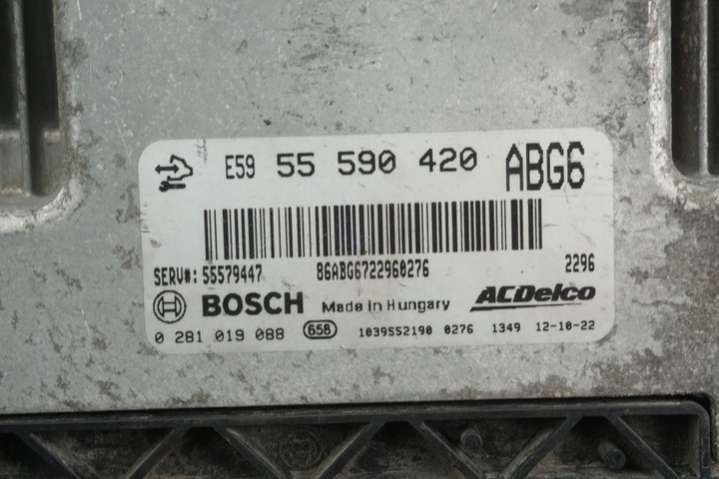 E59 55 590 420 ABG6
SERV#: 55579447 86ABG6722960276 2296
BOSCH Made in Hungary ACDelco
0 281 019 088 658 1039S52190 0276 1349 12-10-22